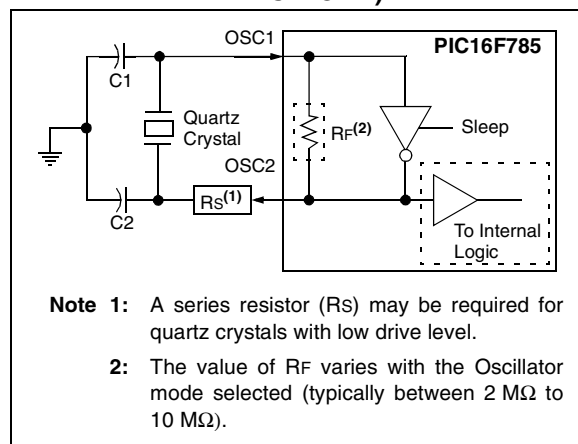 OSC1
PIC16F785
C1
Quartz
Crystal
RF(2)
Sleep
OSC2
C2
RS(1)
To Internal
Logic
Note 1: A series resistor (RS) may be required for
quartz crystals with low drive level.
2: The value of RF varies with the Oscillator
mode selected (typically between 2 MΩ to
10 MΩ).